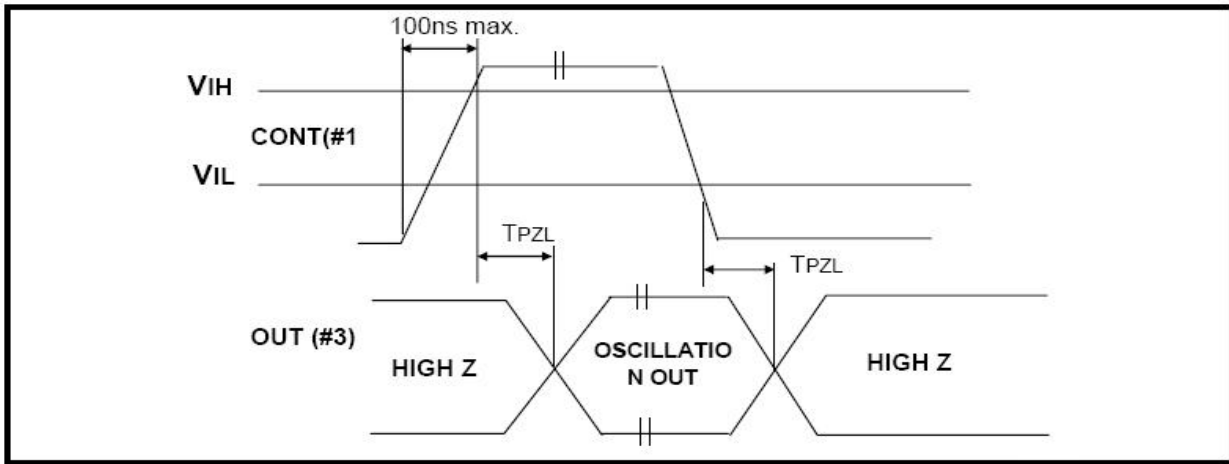 100ns max.
VIH
CONT(#1
VIL
TPZL
TPZL
OUT (#3)
HIGH Z
OSCILLATIO
N OUT
HIGH Z